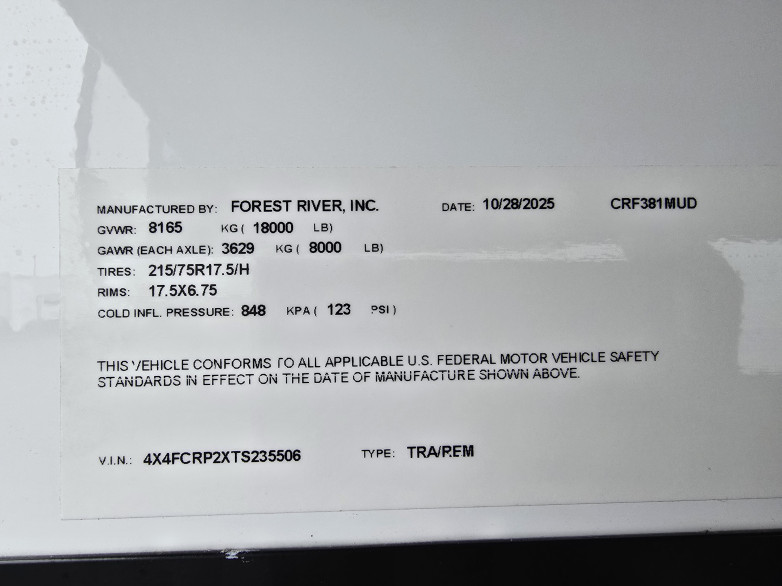 MANUFACTURED BY: FOREST RIVER, INC. DATE: 10/28/2025 CRF381MUD
GVWR: 8165 KG ( 18000 LB)
GAWR (EACH AXLE): 3629 KG ( 8000 LB)
TIRES: 215/75R17.5/H
RIMS: 17.5X6.75
COLD INFL. PRESSURE: 848 KPA ( 123 PSI )
THIS VEHICLE CONFORMS TO ALL APPLICABLE U.S. FEDERAL MOTOR VEHICLE SAFETY
STANDARDS IN EFFECT ON THE DATE OF MANUFACTURE SHOWN ABOVE.
V.I.N.: 4X4FCRP2XTS235506 TYPE: TRA/REM